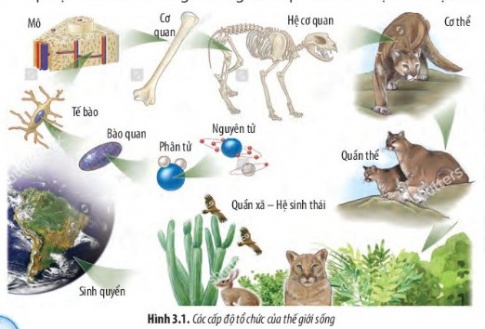 Mô
Cơ
quan
Hệ cơ quan
Cơ thể
Tế bào
Bào quan
Phân tử
Nguyên tử
Quần thể
Quần xã – Hệ sinh thái
Sinh quyển
Hình 3.1. Các cấp độ tổ chức của thế giới sống